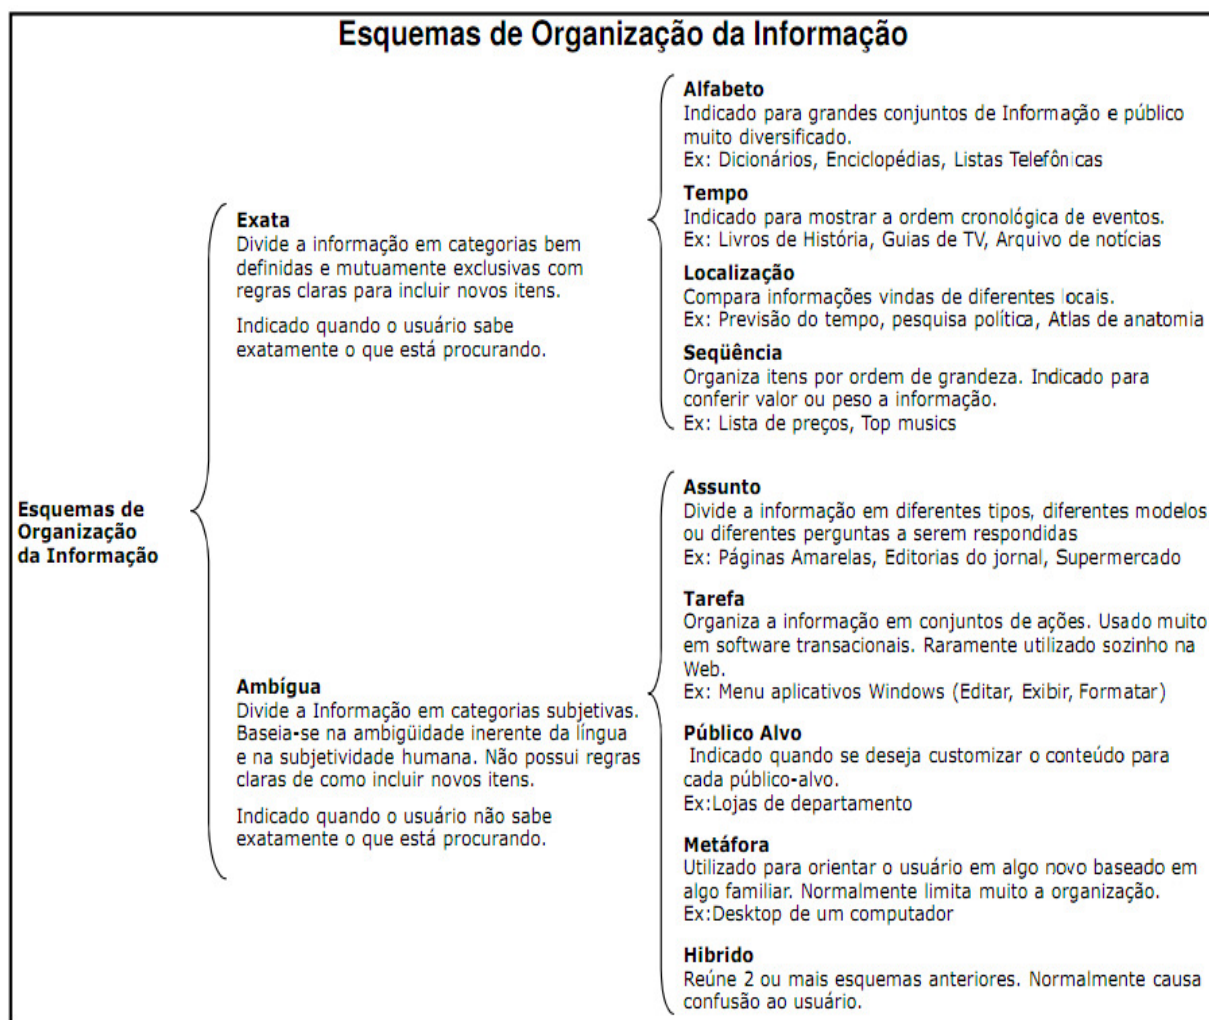 Esquemas de Organização da Informação
Esquemas de
Organização
da Informação
Exata
Divide a informação em categorias bem
definidas e mutuamente exclusivas com
regras claras para incluir novos itens.
Indicado quando o usuário sabe
exatamente o que está procurando.
Alfabeto
Indicado para grandes conjuntos de Informação e público
muito diversificado.
Ex: Dicionários, Enciclopédias, Listas Telefônicas
Tempo
Indicado para mostrar a ordem cronológica de eventos.
Ex: Livros de História, Guias de TV, Arquivo de notícias
Localização
Compara informações vindas de diferentes locais.
Ex: Previsão do tempo, pesquisa política, Atlas de anatomia
Seqüência
Organiza itens por ordem de grandeza. Indicado para
conferir valor ou peso a informação.
Ex: Lista de preços, Top musics
Ambígua
Divide a Informação em categorias subjetivas.
Baseia-se na ambigüidade inerente da língua
e na subjetividade humana. Não possui regras
claras de como incluir novos itens.
Indicado quando o usuário não sabe
exatamente o que está procurando.
Assunto
Divide a informação em diferentes tipos, diferentes modelos
ou diferentes perguntas a serem respondidas
Ex: Páginas Amarelas, Editorias do jornal, Supermercado
Tarefa
Organiza a informação em conjuntos de ações. Usado muito
em software transacionais. Raramente utilizado sozinho na
Web.
Ex: Menu aplicativos Windows (Editar, Exibir, Formatar)
Público Alvo
Indicado quando se deseja customizar o conteúdo para
cada público-alvo.
Ex:Lojas de departamento
Metáfora
Utilizado para orientar o usuário em algo novo baseado em
algo familiar. Normalmente limita muito a organização.
Ex:Desktop de um computador
Hibrido
Reúne 2 ou mais esquemas anteriores. Normalmente causa
confusão ao usuário.